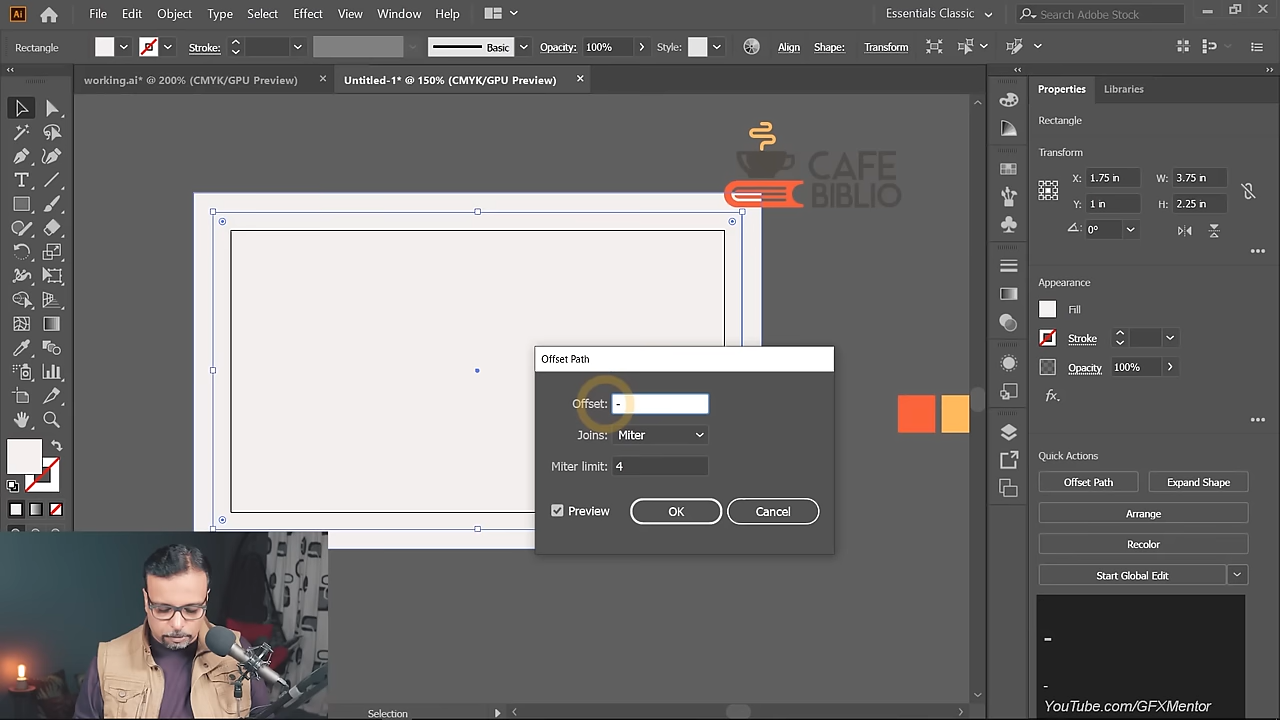 Ai File Edit Object Type Select Effect View Window Help Essentials Classic Search Adobe Stock
Rectangle Stroke: Basic Opacity: 100% Style: Align Shape: Transform
working.ai* @ 200% (CMYK/GPU Preview) Untitled-1* @ 150% (CMYK/GPU Preview)
Properties Libraries
Rectangle
Transform
X: 1.75 in W: 3.75 in
Y: 1 in H: 2.25 in
0°
CAFE
BIBLIO
Appearance
Fill
Stroke
Opacity 100%
fx.
Offset Path
Offset: -
Joins: Miter
Miter limit: 4
Preview OK Cancel
Quick Actions
Offset Path Expand Shape
Arrange
Recolor
Start Global Edit
-
-
YouTube.com/GFXMentor
Selection